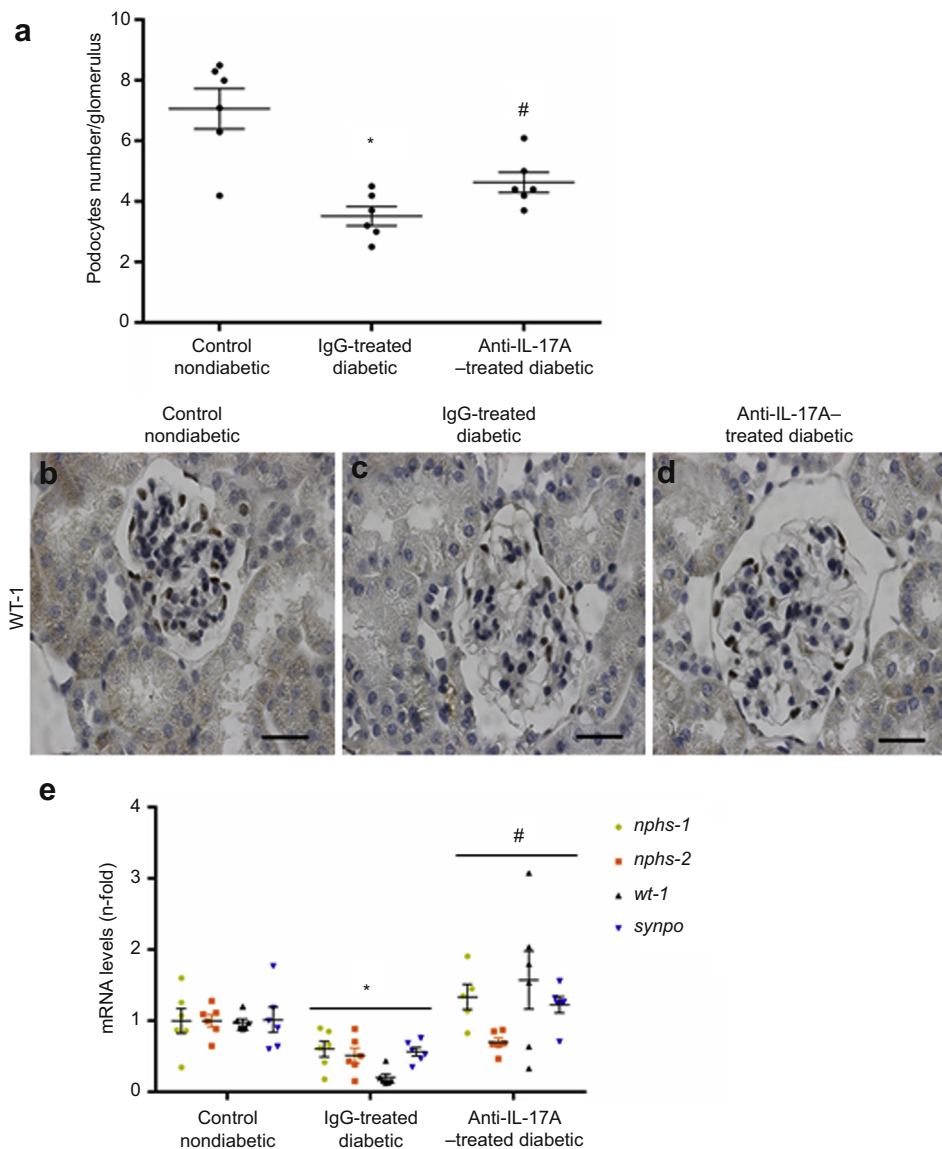 a
Podocytes number/glomerulus
10
8
6
4
2
0
*
#
Control
nondiabetic
IgG-treated
diabetic
Anti-IL-17A
–treated diabetic
Control
nondiabetic
IgG-treated
diabetic
Anti-IL-17A–
treated diabetic
WT-1
b
c
d
e
mRNA levels (n-fold)
4
3
2
1
0
*
#
nphs-1
nphs-2
wt-1
synpo
Control
nondiabetic
IgG-treated
diabetic
Anti-IL-17A
–treated diabetic